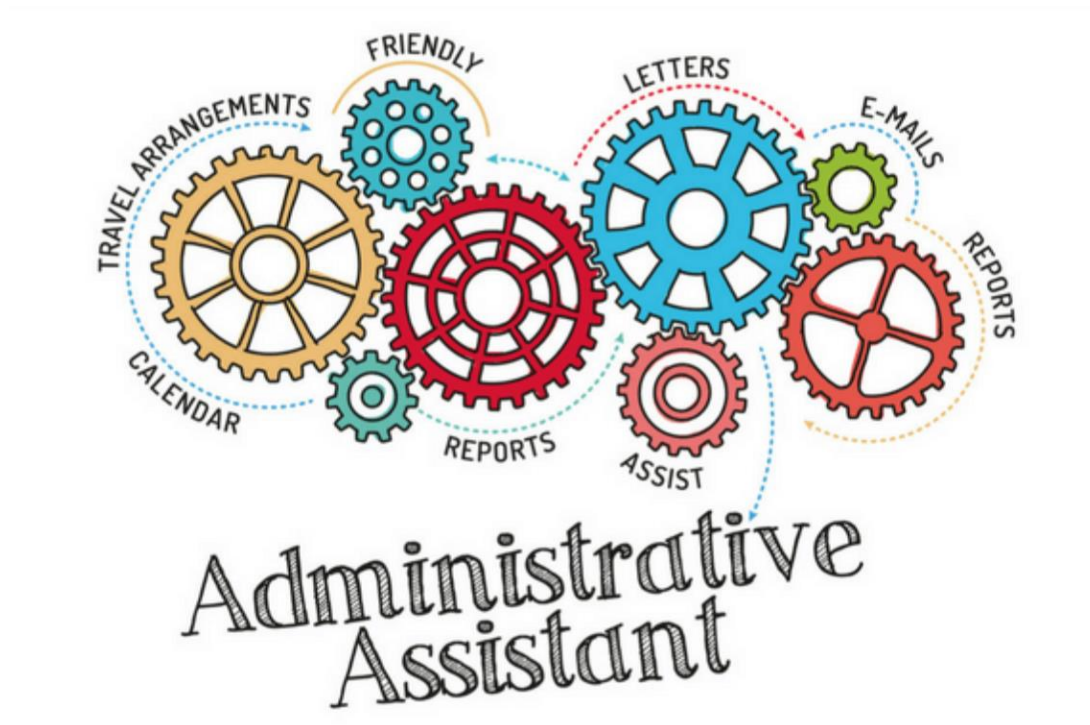 FRIENDLY
LETTERS
TRAVEL ARRANGEMENTS
E-MAILS
REPORTS
CALENDAR
REPORTS
ASSIST
Administrative
Assistant